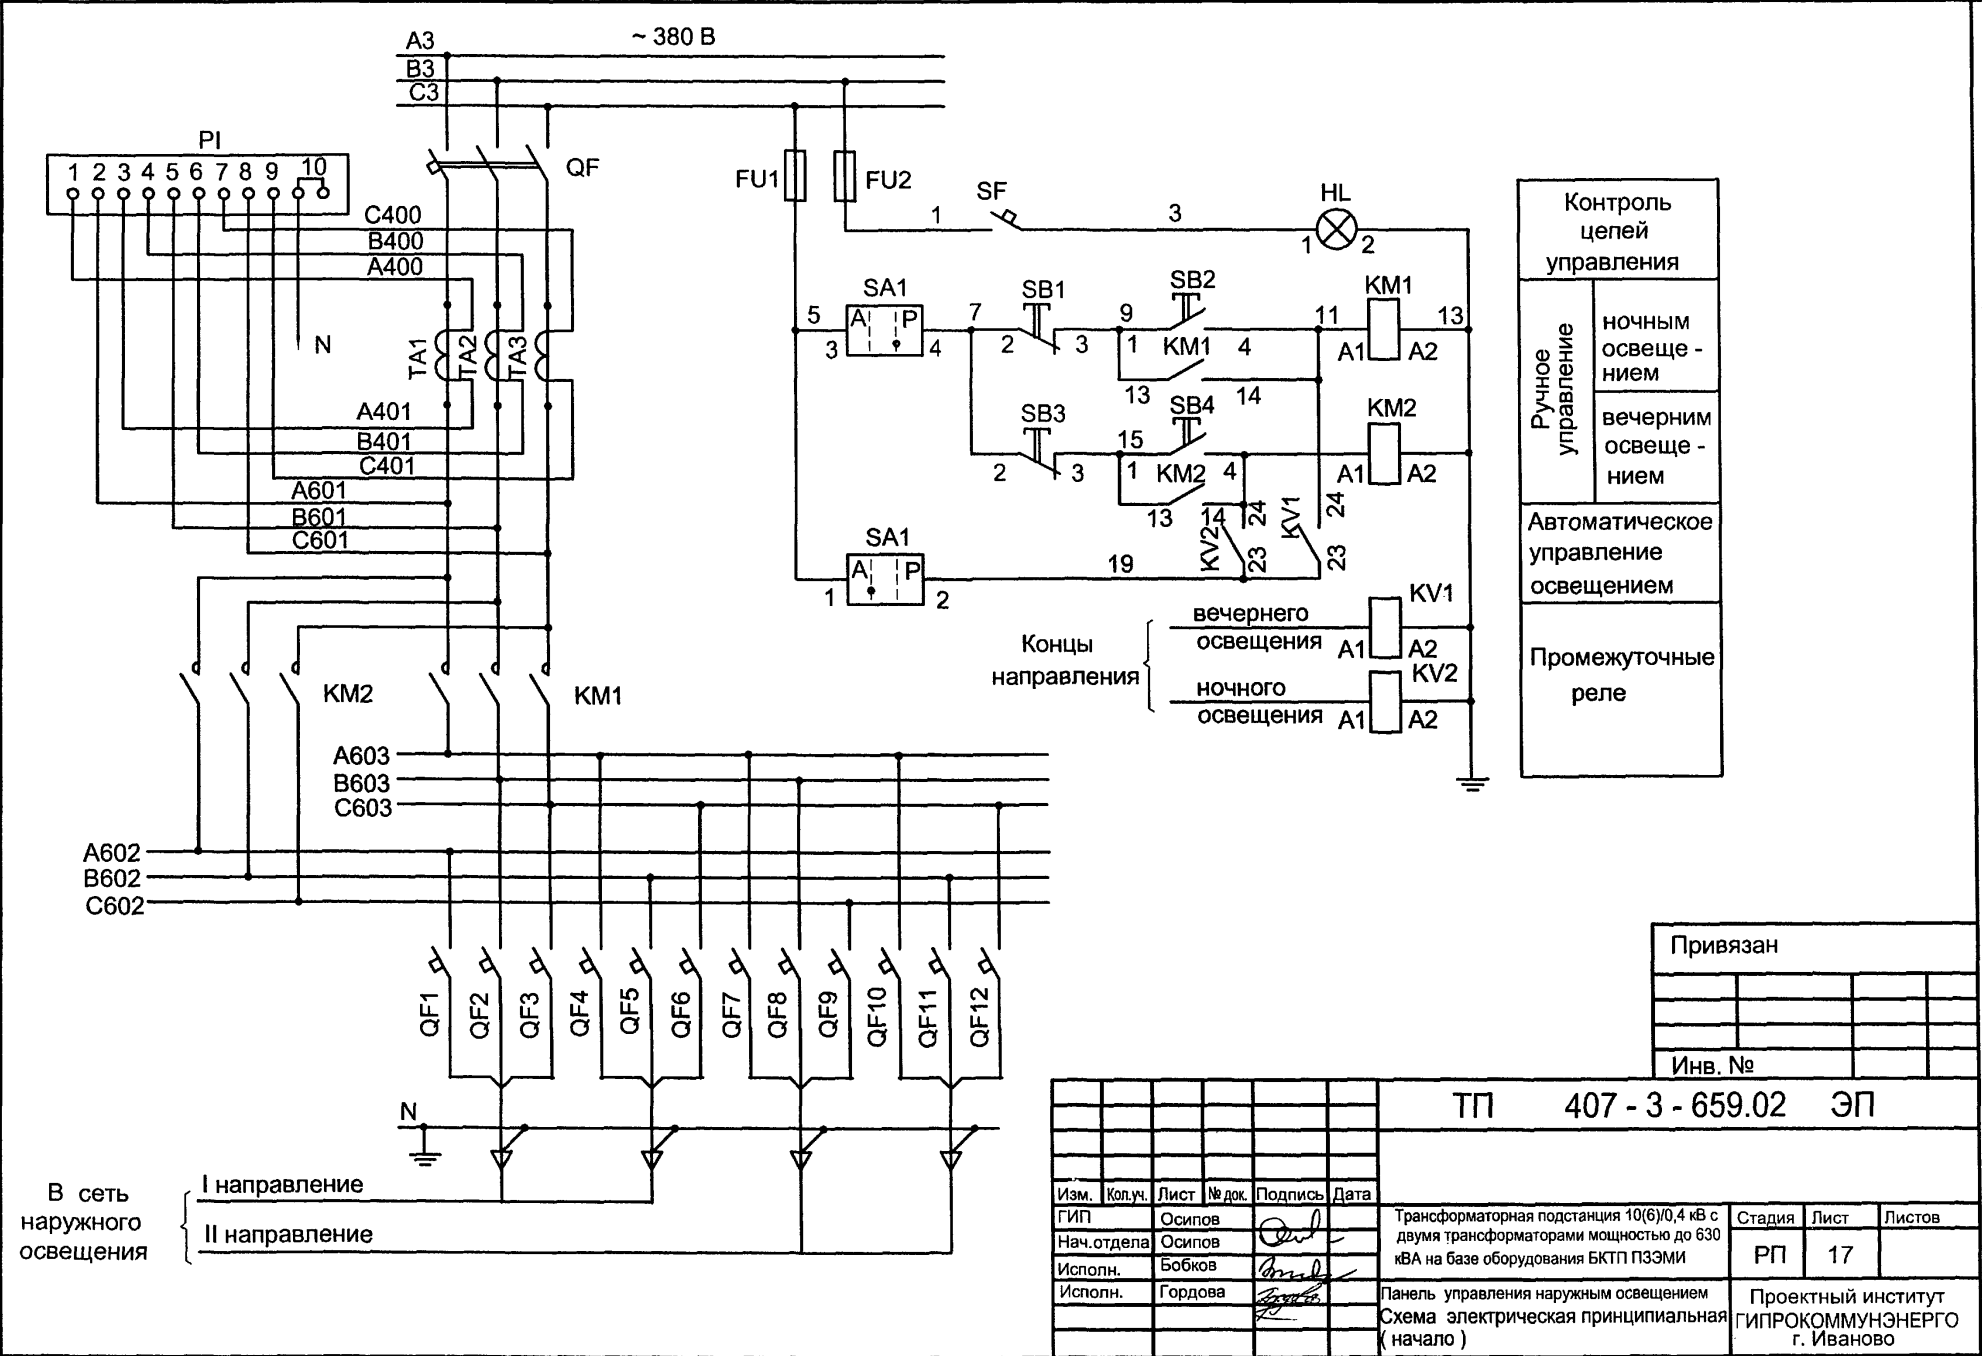 ~ 380 В
А3
В3
С3
PI
1 2 3 4 5 6 7 8 9 10
QF
С400
В400
А400
N
ТА1
ТА2
ТА3
А401
В401
С401
А601
В601
С601
КМ2
КМ1
А603
В603
С603
А602
В602
С602
QF1
QF2
QF3
QF4
QF5
QF6
QF7
QF8
QF9
QF10
QF11
QF12
N
В сеть
наружного
освещения
I направление
II направление
FU1
FU2
1
SF
3
HL
1
2
5
SA1
А Р
3
4
7
SB1
2
3
9
SB2
1
4
КМ1
13
14
11
КМ1
А1
А2
13
SB3
2
3
15
SB4
1
4
КМ2
13
14
КМ2
А1
А2
24
KV2
23
KV1
24
23
SA1
А Р
1
2
19
Концы
направления
вечернего
освещения
KV1
А1
А2
ночного
освещения
KV2
А1
А2
Контроль
цепей
управления
Ручное
управление
ночным
освеще -
нием
вечерним
освеще -
нием
Автоматическое
управление
освещением
Промежуточные
реле
Привязан
Инв. №
ТП 407 - 3 - 659.02 ЭП
Изм. Кол.уч. Лист № док. Подпись Дата
ГИП Осипов
Нач.отдела Осипов
Исполн. Бобков
Исполн. Гордова
Трансформаторная подстанция 10(6)/0,4 кВ с
двумя трансформаторами мощностью до 630
кВА на базе оборудования БКТП ПЗЭМИ
Стадия Лист Листов
РП 17
Панель управления наружным освещением
Схема электрическая принципиальная
( начало )
Проектный институт
ГИПРОКОММУНЭНЕРГО
г. Иваново